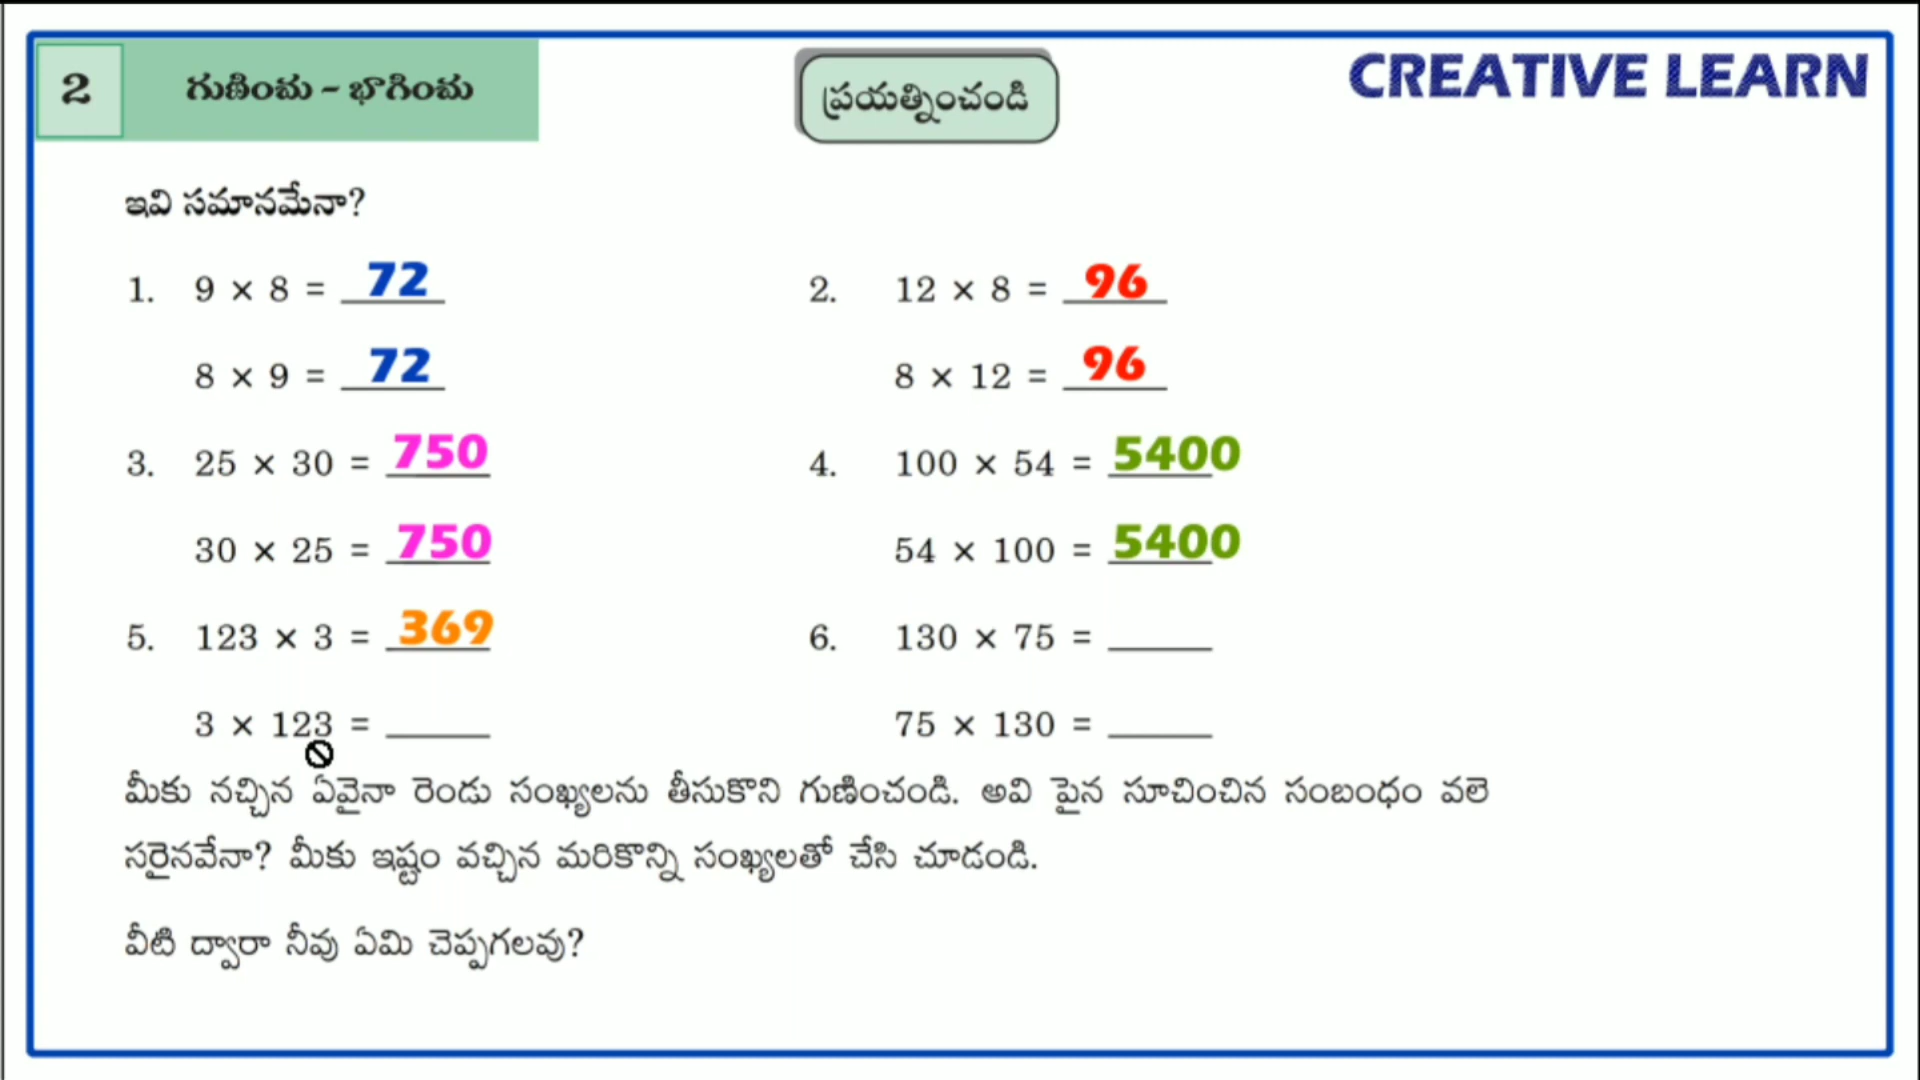 2 గుణించు - భాగించు
ప్రయత్నించండి
CREATIVE LEARN
ఇవి సమానమేనా?
1. 9 × 8 = 72
2. 12 × 8 = 96
8 × 9 = 72
8 × 12 = 96
3. 25 × 30 = 750
4. 100 × 54 = 5400
30 × 25 = 750
54 × 100 = 5400
5. 123 × 3 = 369
6. 130 × 75 = _____
3 × 123 = _____
75 × 130 = _____
మీకు నచ్చిన ఏవైనా రెండు సంఖ్యలను తీసుకొని గుణించండి. అవి పైన సూచించిన సంబంధం వలె
సరైనవేనా? మీకు ఇష్టం వచ్చిన మరికొన్ని సంఖ్యలతో చేసి చూడండి.
వీటి ద్వారా నీవు ఏమి చెప్పగలవు?